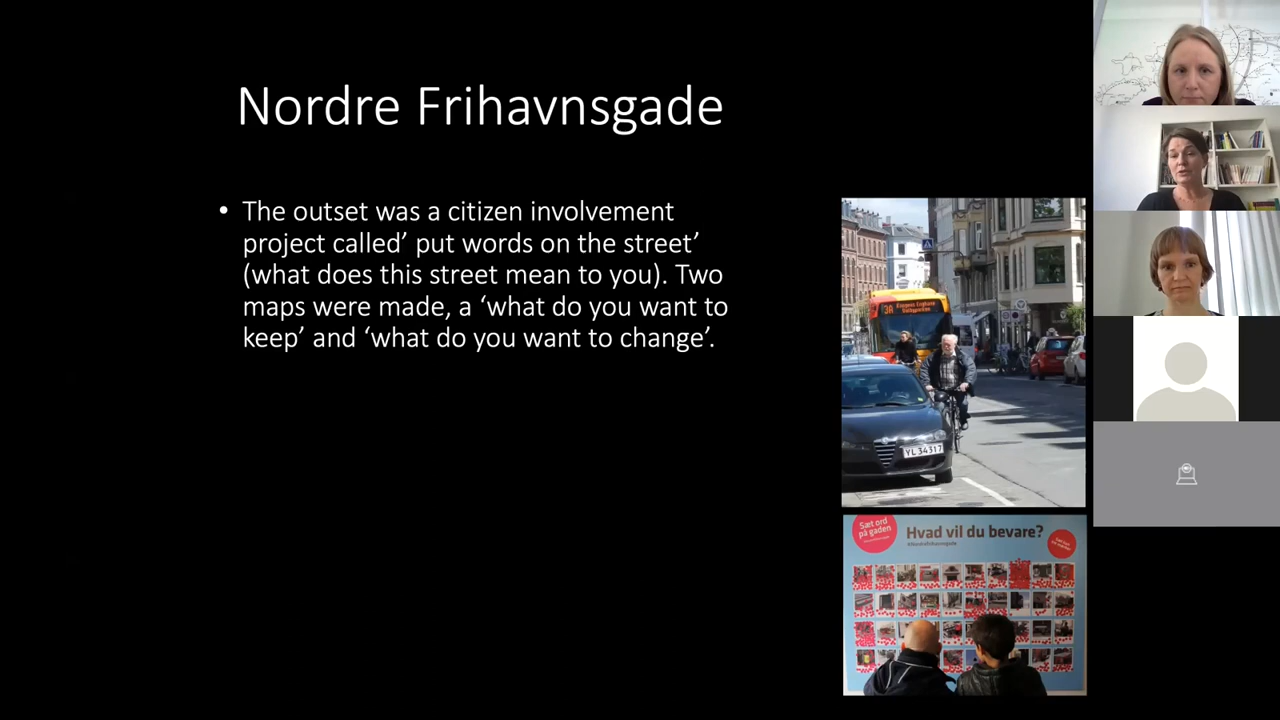 Nordre Frihavnsgade
• The outset was a citizen involvement
project called’ put words on the street’
(what does this street mean to you). Two
maps were made, a ‘what do you want to
keep’ and ‘what do you want to change’.
3A
YL 34317
Sæt ord
på gaden
Hvad vil du bevare?